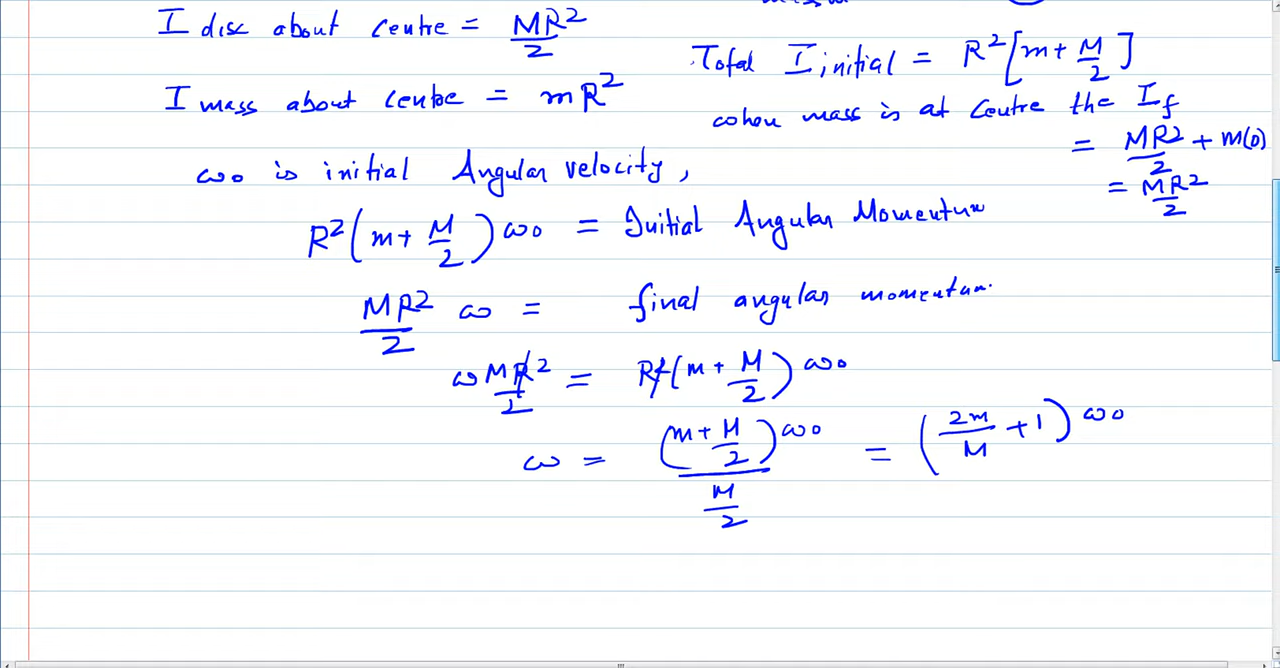 I disc about centre = MR²/2
I mass about centre = mR²
Total I initial = R²[m + M/2]
when mass is at centre the I_f
= MR²/2 + m(0)
= MR²/2
ω₀ is initial Angular velocity,
R²(m + M/2) ω₀ = Initial Angular Momentum
MR²/2 ω = final angular momentum.
ω MR²/2 = R²(m + M/2) ω₀
ω = (m + M/2) ω₀ / (M/2) = (2m/M + 1) ω₀